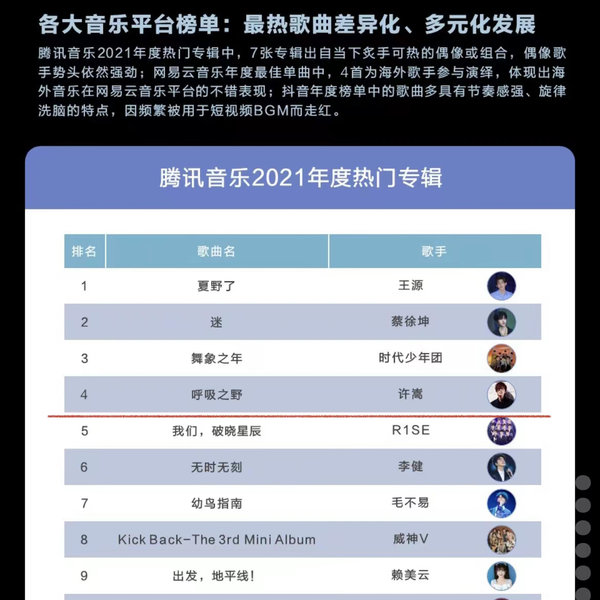 各大音乐平台榜单：最热歌曲差异化、多元化发展
腾讯音乐2021年度热门专辑中，7张专辑出自当下炙手可热的偶像或组合，偶像歌
手势头依然强劲；网易云音乐年度最佳单曲中，4首为海外歌手参与演绎，体现出海
外音乐在网易云音乐平台的不错表现；抖音年度榜单中的歌曲多具有节奏感强、旋律
洗脑的特点，因频繁被用于短视频BGM而走红。
腾讯音乐2021年度热门专辑
排名 歌曲名 歌手
1 夏野了 王源
2 迷 蔡徐坤
3 舞象之年 时代少年团
4 呼吸之野 许嵩
5 我们，破晓星辰 R1SE
6 无时无刻 李健
7 幼鸟指南 毛不易
8 Kick Back-The 3rd Mini Album 威神V
9 出发，地平线！ 赖美云